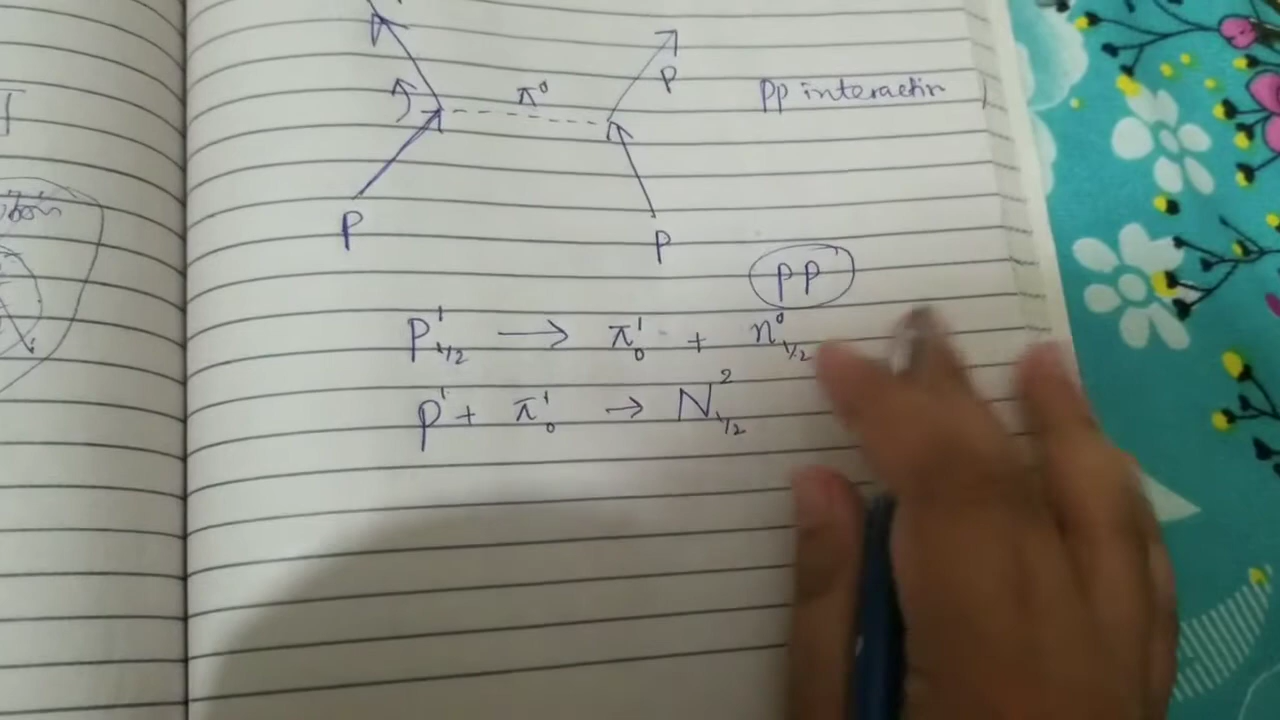 π⁰
P
PP interactin
P
P
PP
P¹₁/₂ → π¹₀ + n⁰₁/₂
P¹ + π¹₀ → N²₁/₂